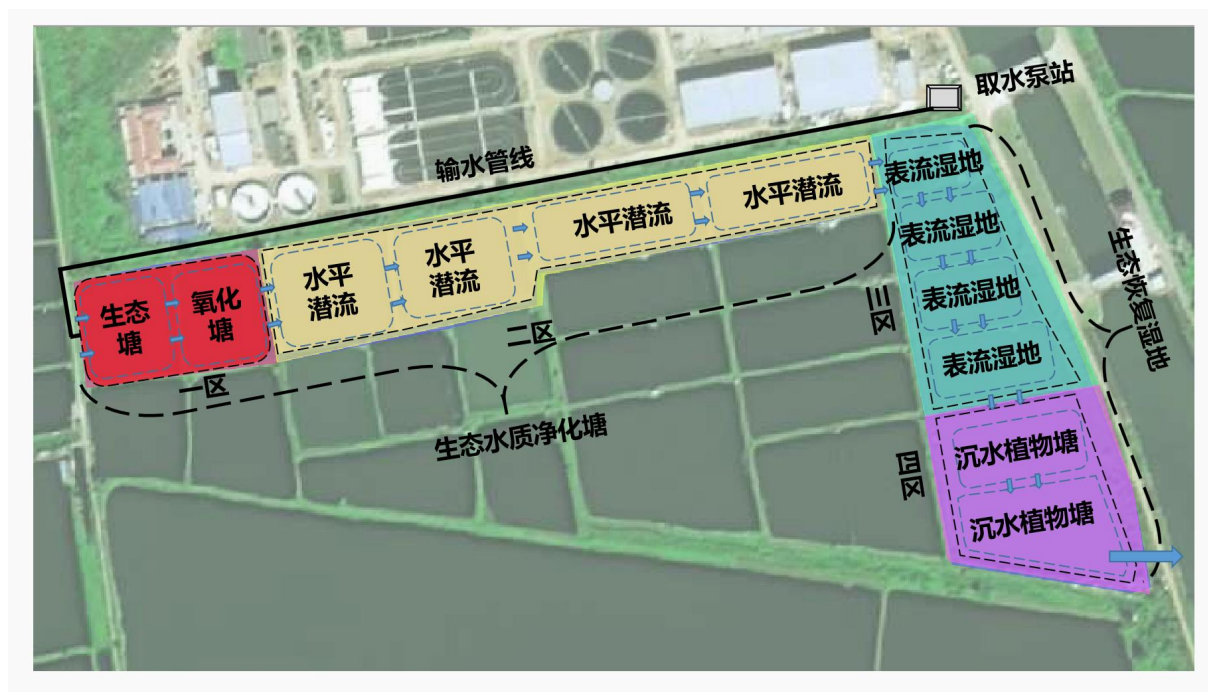 取水泵站
输水管线
生态
塘
氧化
塘
水平
潜流
水平
潜流
水平潜流
水平潜流
表流湿地
表流湿地
表流湿地
表流湿地
沉水植物塘
沉水植物塘
一区
二区
三区
四区
生态水质净化塘
生态恢复湿地